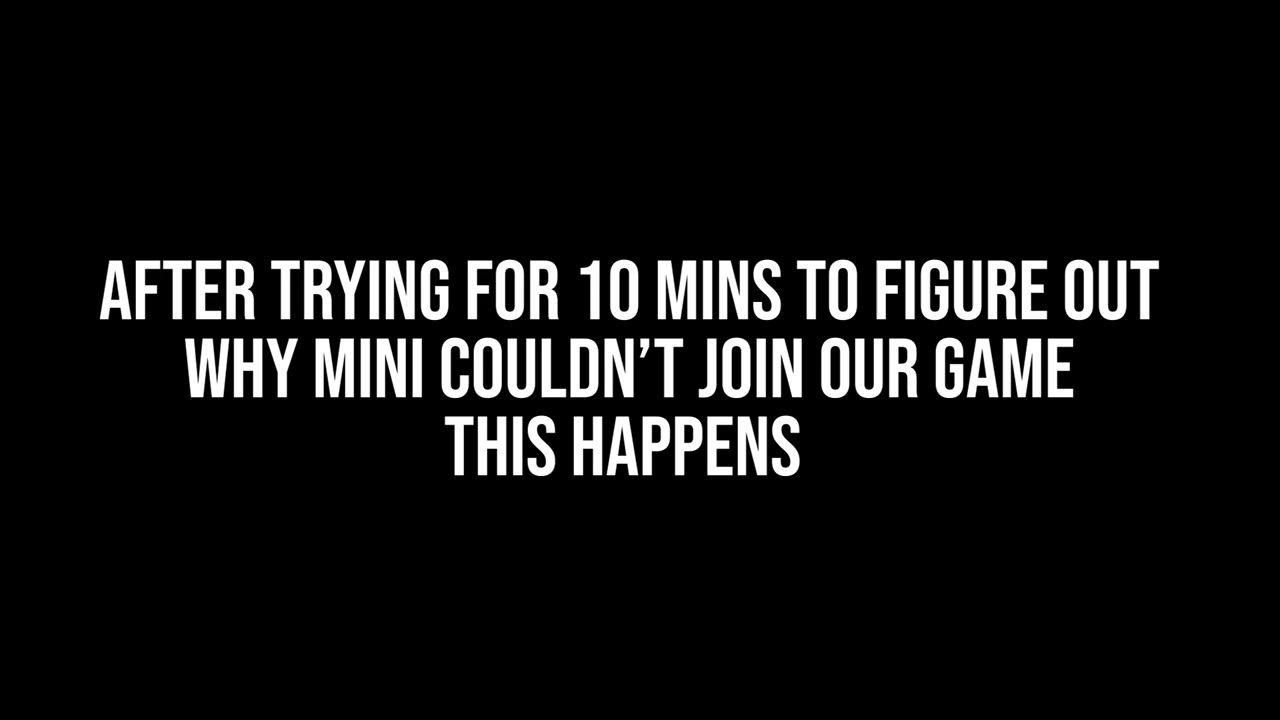 AFTER TRYING FOR 10 MINS TO FIGURE OUT
WHY MINI COULDN’T JOIN OUR GAME
THIS HAPPENS